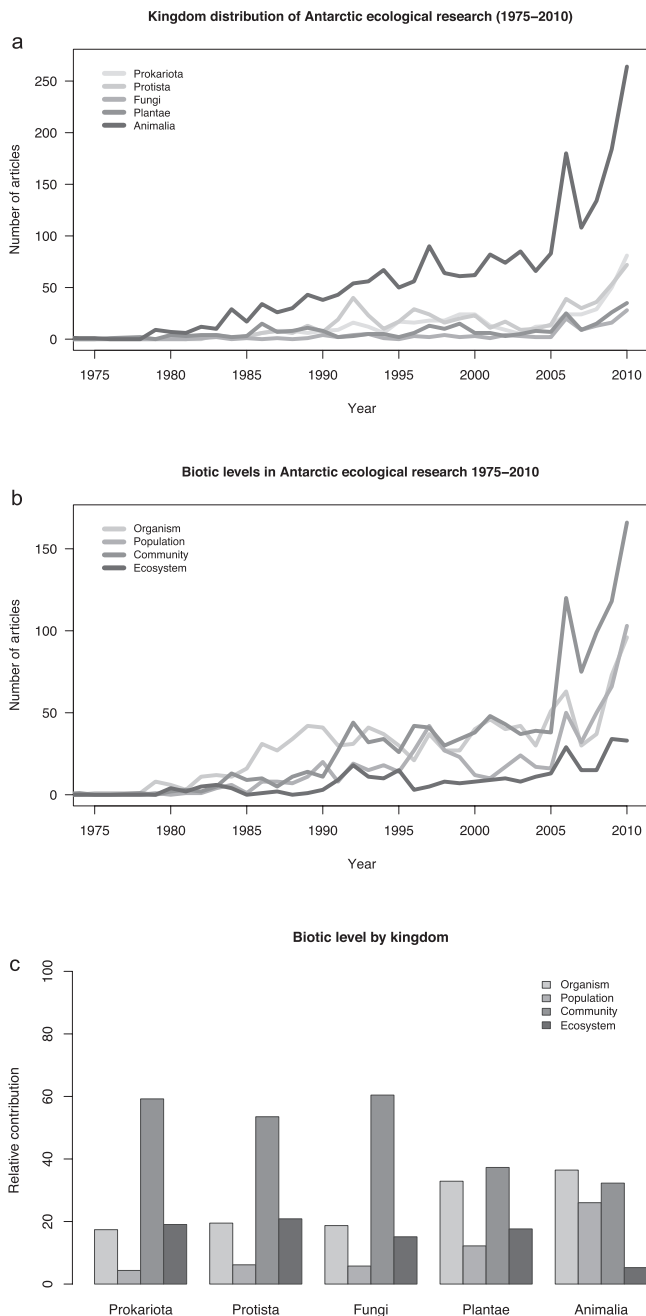 Kingdom distribution of Antarctic ecological research (1975–2010)
a
Prokariota
Protista
Fungi
Plantae
Animalia
Number of articles
250
200
150
100
50
0
1975 1980 1985 1990 1995 2000 2005 2010
Year
Biotic levels in Antarctic ecological research 1975–2010
b
Organism
Population
Community
Ecosystem
Number of articles
150
100
50
0
1975 1980 1985 1990 1995 2000 2005 2010
Year
Biotic level by kingdom
c
Organism
Population
Community
Ecosystem
Relative contribution
100
80
60
40
20
0
Prokariota Protista Fungi Plantae Animalia